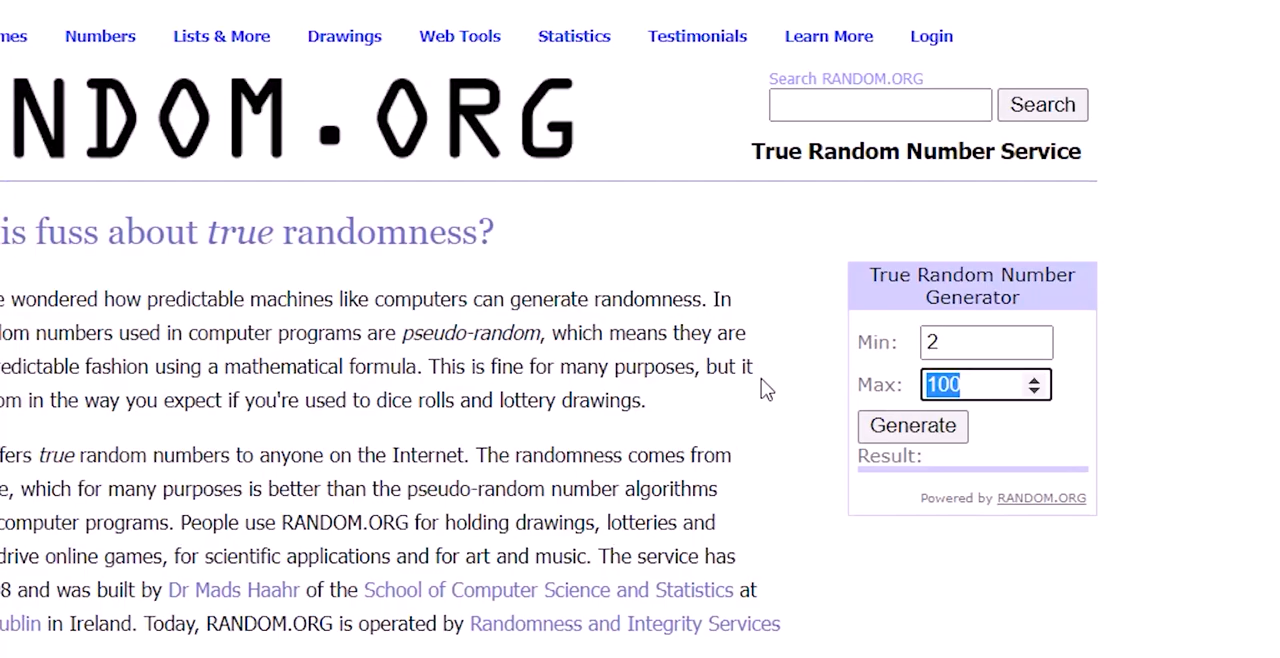 mes Numbers Lists & More Drawings Web Tools Statistics Testimonials Learn More Login
NDOM.ORG
Search RANDOM.ORG
Search
True Random Number Service
is fuss about true randomness?
e wondered how predictable machines like computers can generate randomness. In
dom numbers used in computer programs are pseudo-random, which means they are
redictable fashion using a mathematical formula. This is fine for many purposes, but it
om in the way you expect if you're used to dice rolls and lottery drawings.
fers true random numbers to anyone on the Internet. The randomness comes from
e, which for many purposes is better than the pseudo-random number algorithms
computer programs. People use RANDOM.ORG for holding drawings, lotteries and
drive online games, for scientific applications and for art and music. The service has
8 and was built by Dr Mads Haahr of the School of Computer Science and Statistics at
ublin in Ireland. Today, RANDOM.ORG is operated by Randomness and Integrity Services
True Random Number
Generator
Min: 2
Max: 100
Generate
Result:
Powered by RANDOM.ORG